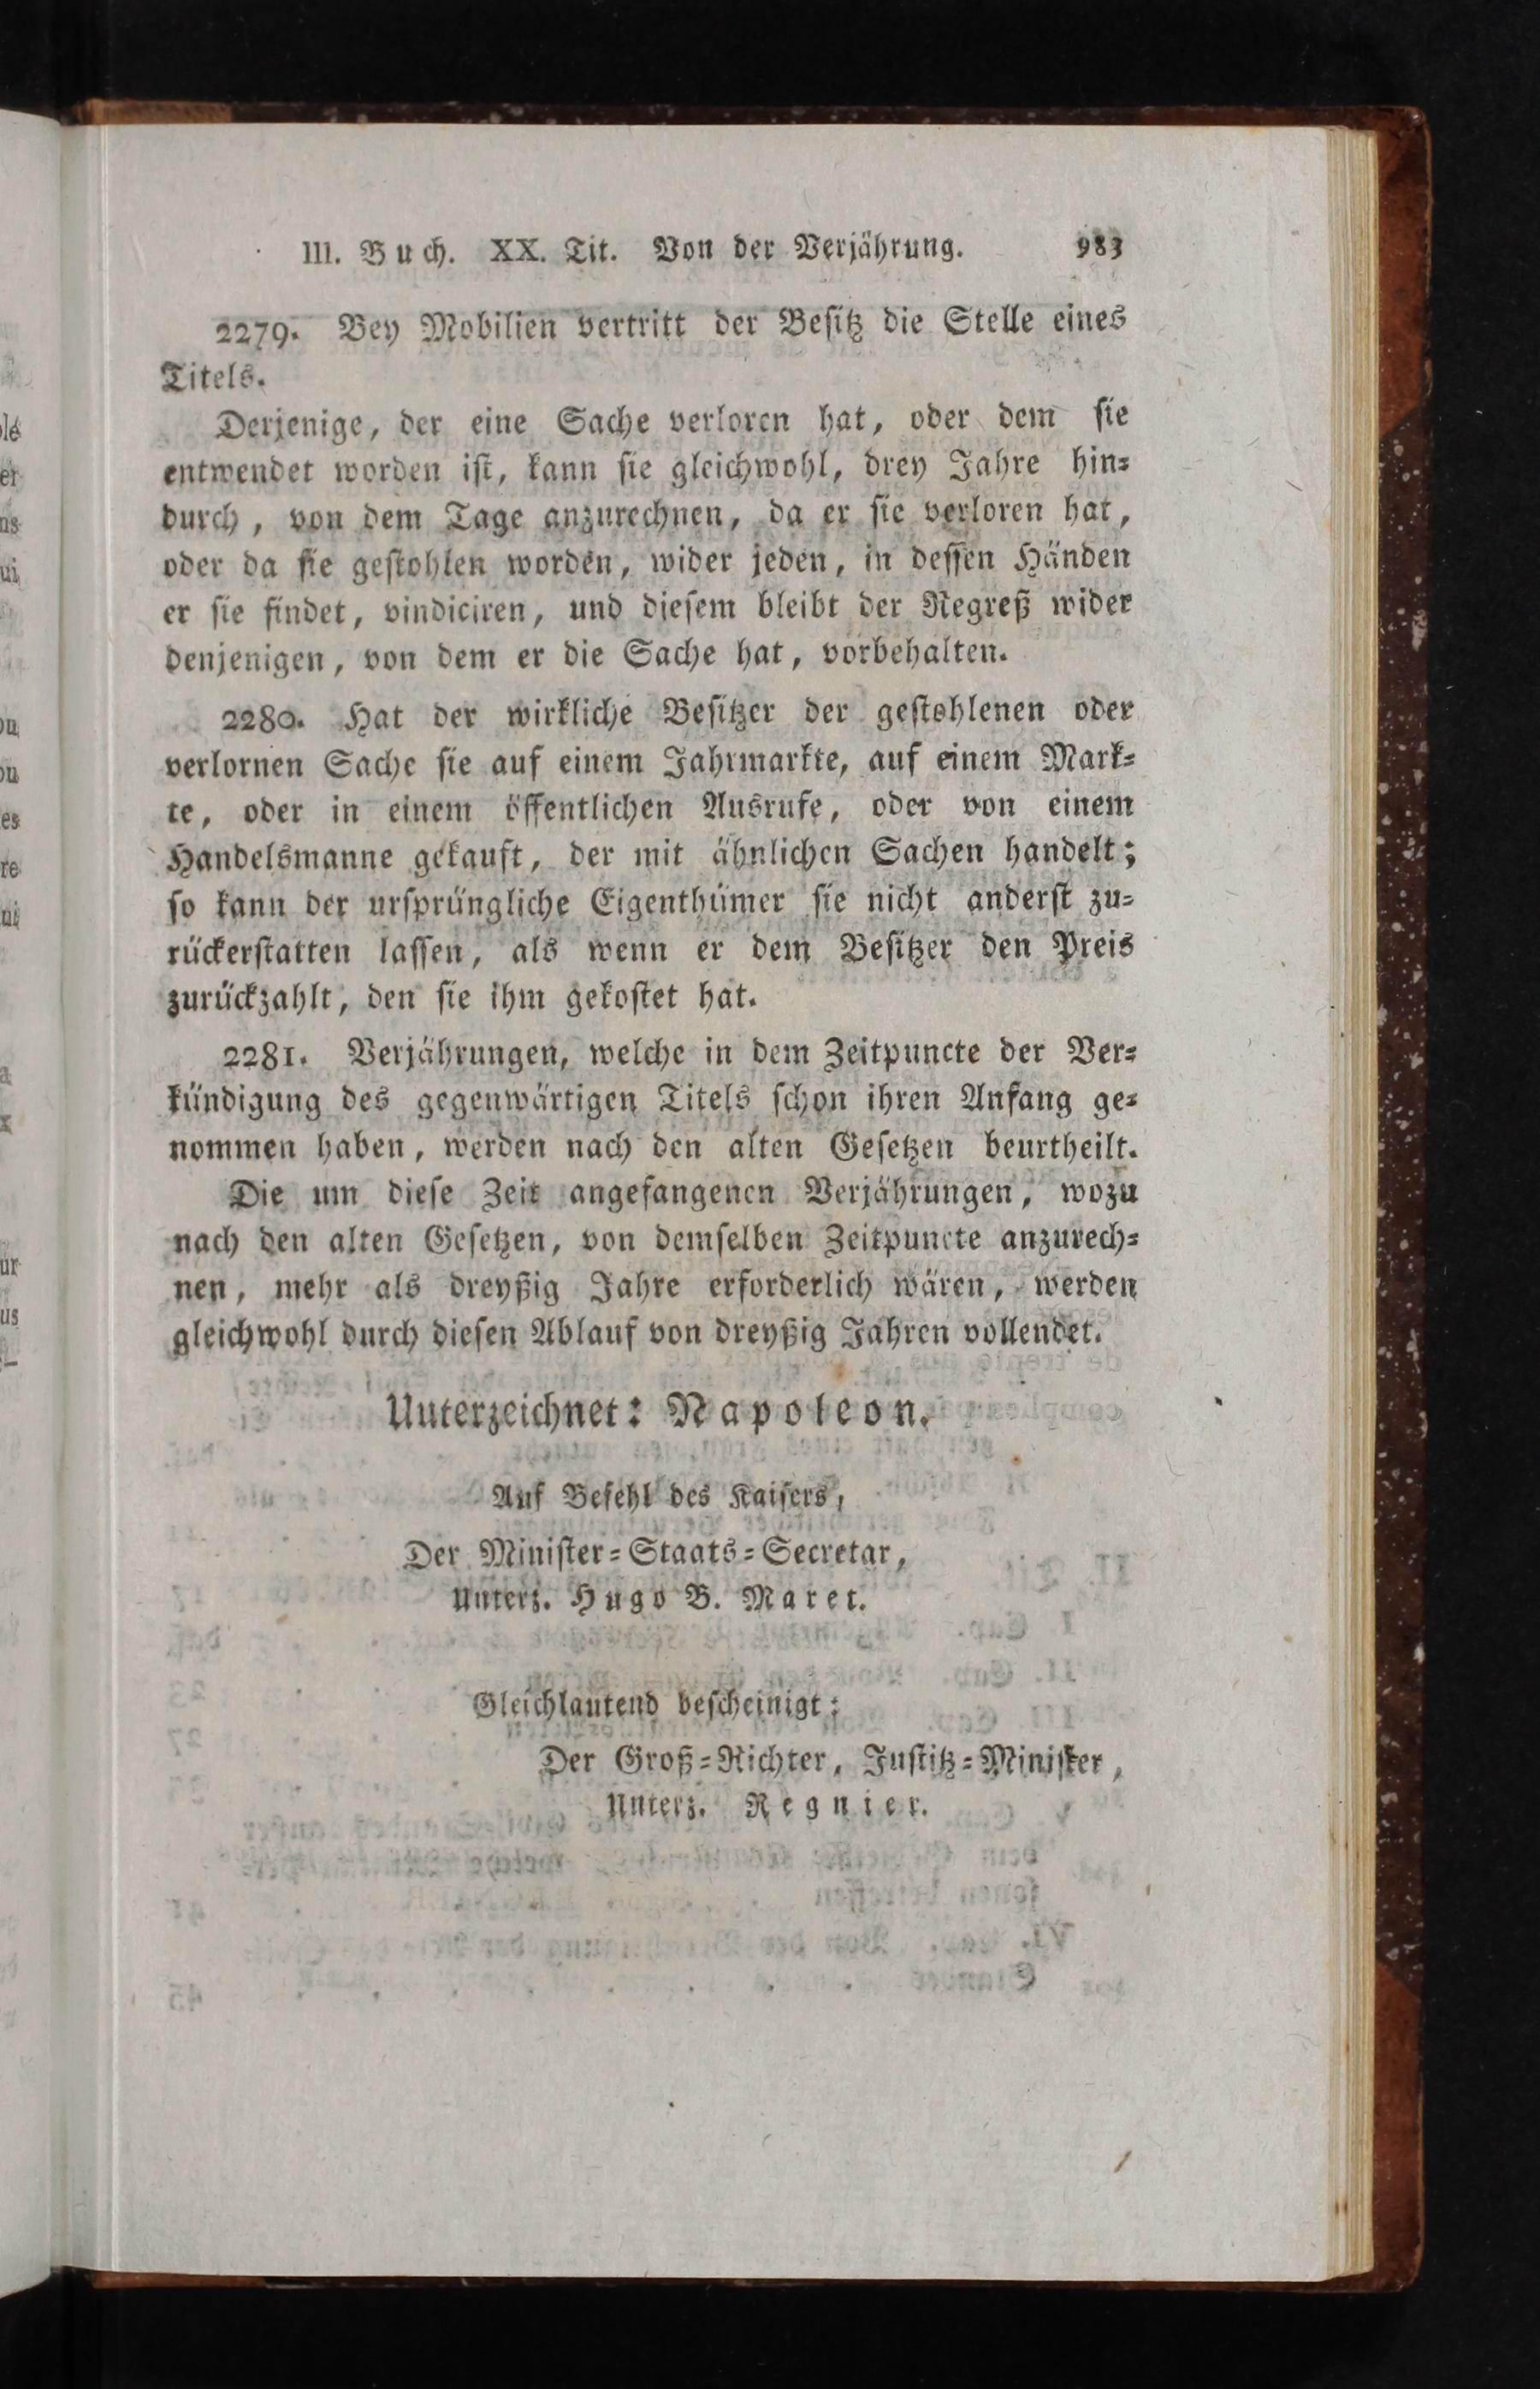 III. Buch. XX. Tit. Von der Verjährung. 983
2279. Bey Mobilien vertritt der Besitz die Stelle eines
Titels.
Derjenige, der eine Sache verloren hat, oder dem sie
entwendet worden ist, kann sie gleichwohl, drey Jahre hin=
durch, von dem Tage anzurechnen, da er sie verloren hat,
oder da sie gestohlen worden, wider jeden, in dessen Händen
er sie findet, vindiciren, und diesem bleibt der Regreß wider
denjenigen, von dem er die Sache hat, vorbehalten.
2280. Hat der wirkliche Besitzer der gestohlenen oder
verlornen Sache sie auf einem Jahrmarkte, auf einem Mark=
te, oder in einem öffentlichen Ausrufe, oder von einem
Handelsmanne gekauft, der mit ähnlichen Sachen handelt;
so kann der ursprüngliche Eigenthümer sie nicht anderst zu=
rückerstatten lassen, als wenn er dem Besitzer den Preis
zurückzahlt, den sie ihm gekostet hat.
2281. Verjährungen, welche in dem Zeitpuncte der Ver=
kündigung des gegenwärtigen Titels schon ihren Anfang ge=
nommen haben, werden nach den alten Gesetzen beurtheilt.
Die um diese Zeit angefangenen Verjährungen, wozu
nach den alten Gesetzen, von demselben Zeitpuncte anzurech=
nen, mehr als dreyßig Jahre erforderlich wären, werden
gleichwohl durch diesen Ablauf von dreyßig Jahren vollendet.
Unterzeichnet: Napoleon.
Auf Befehl des Kaisers,
Der Minister=Staats=Secretar,
Unterz. Hugo B. Maret.
Gleichlautend bescheinigt:
Der Groß=Richter, Justitz=Minister,
Unterz. Regnier.